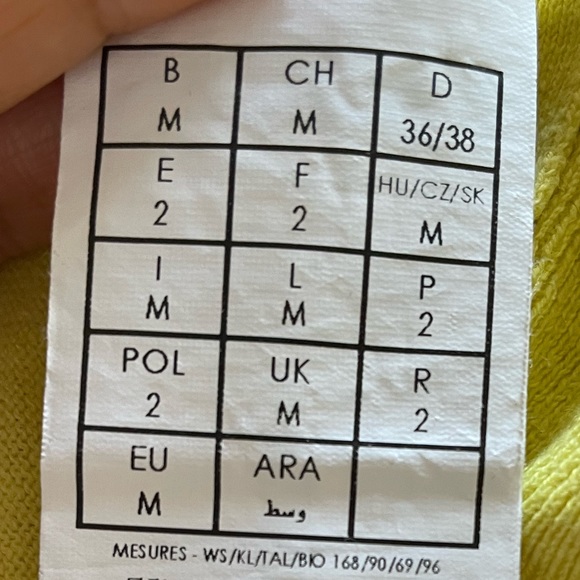 B CH D
M M 36/38
E F HU/CZ/SK
2 2 M
I L P
M M 2
POL UK R
2 M 2
EU ARA
M وسط
MESURES - WS/KL/TAL/BIO 168/90/69/96